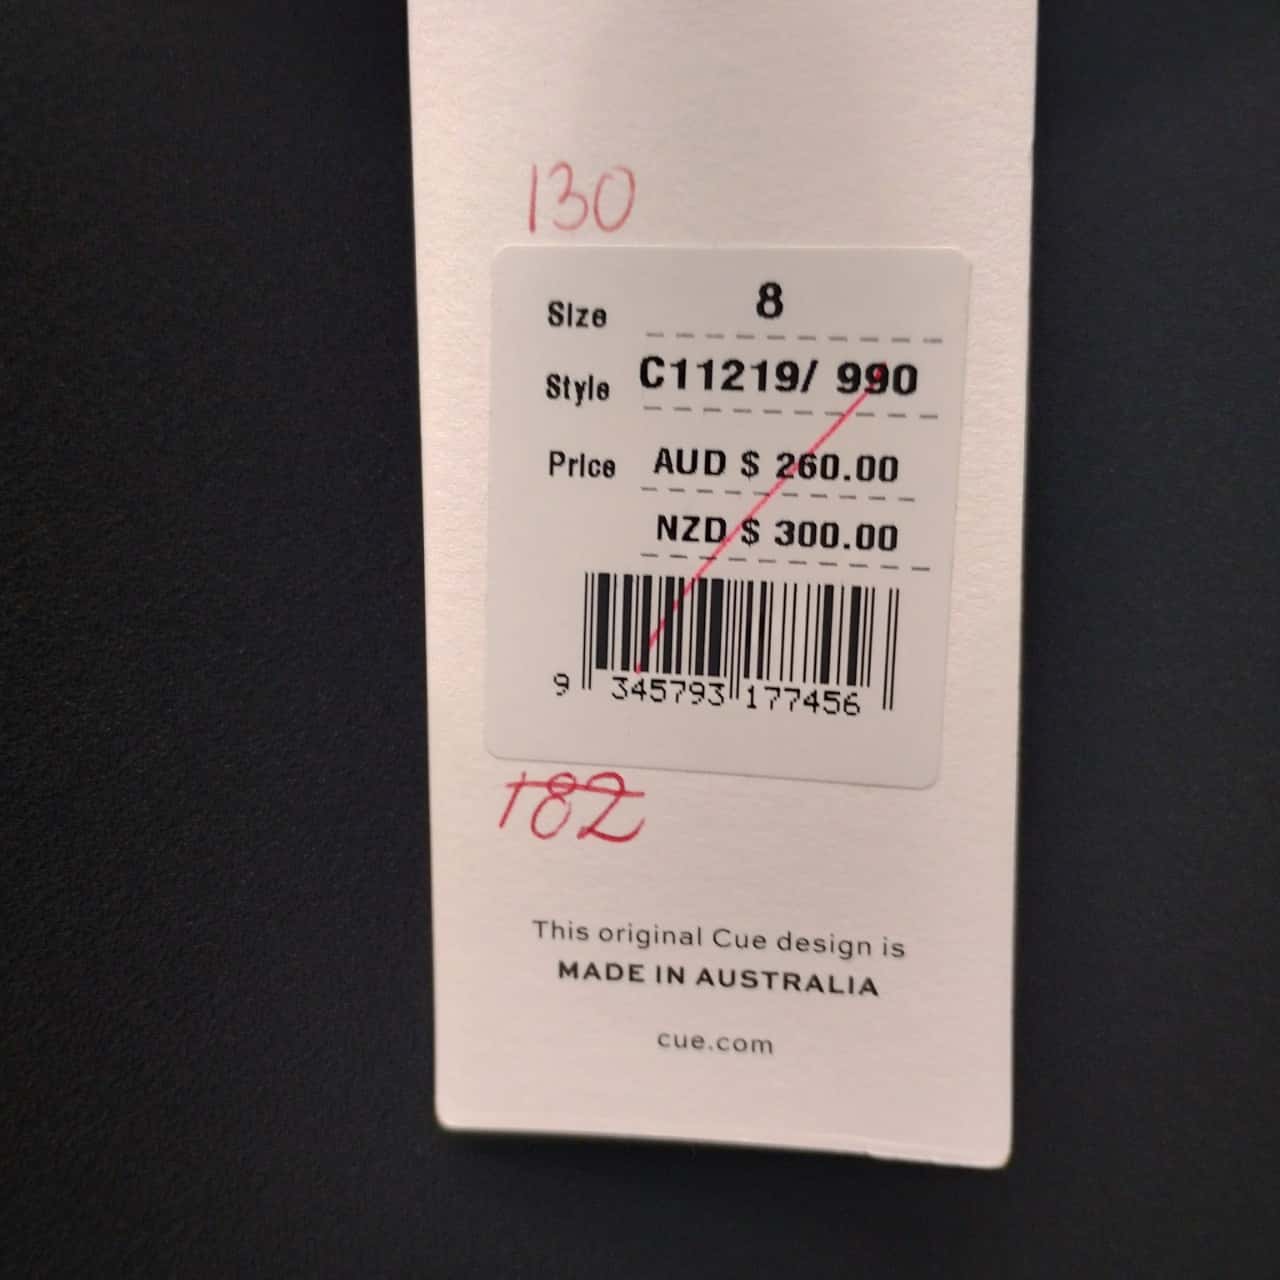 130
Size 8
Style C11219/ 990
Price AUD $ 260.00
NZD $ 300.00
9 345793 177456
182
This original Cue design is
MADE IN AUSTRALIA
cue.com